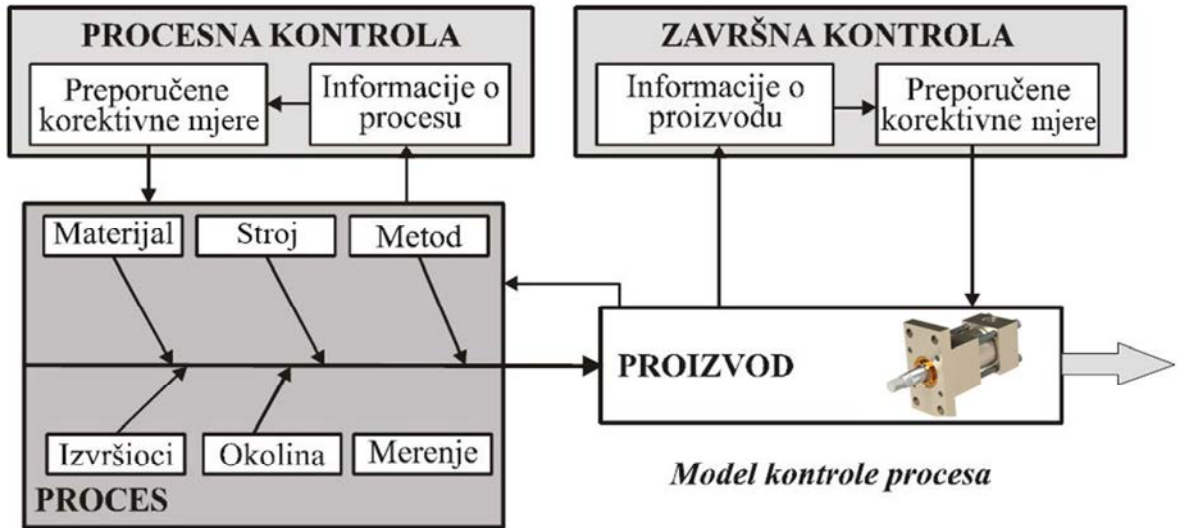 PROCESNA KONTROLA
Preporučene
korektivne mjere
Informacije o
procesu
ZAVRŠNA KONTROLA
Informacije o
proizvodu
Preporučene
korektivne mjere
Materijal
Stroj
Metod
Izvršioci
Okolina
Merenje
PROCES
PROIZVOD
Model kontrole procesa